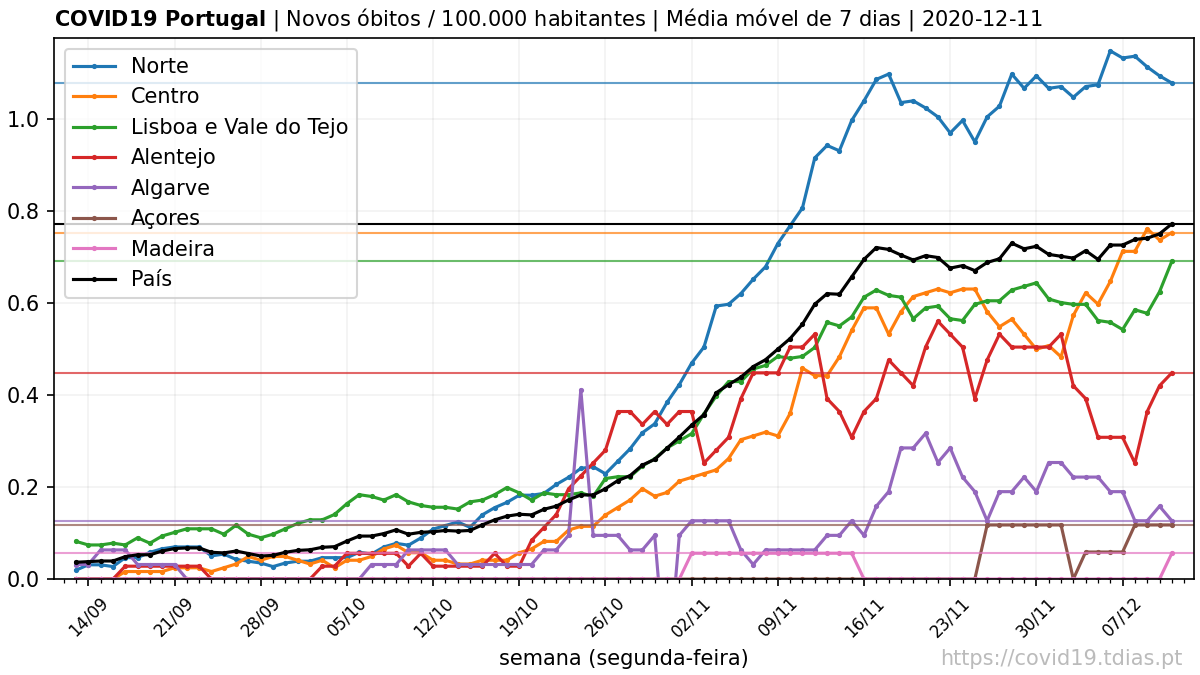 COVID19 Portugal | Novos óbitos / 100.000 habitantes | Média móvel de 7 dias | 2020-12-11
Norte
Centro
Lisboa e Vale do Tejo
Alentejo
Algarve
Açores
Madeira
País
1.0
0.8
0.6
0.4
0.2
0.0
14/09
21/09
28/09
05/10
12/10
19/10
26/10
02/11
09/11
16/11
23/11
30/11
07/12
semana (segunda-feira)
https://covid19.tdias.pt